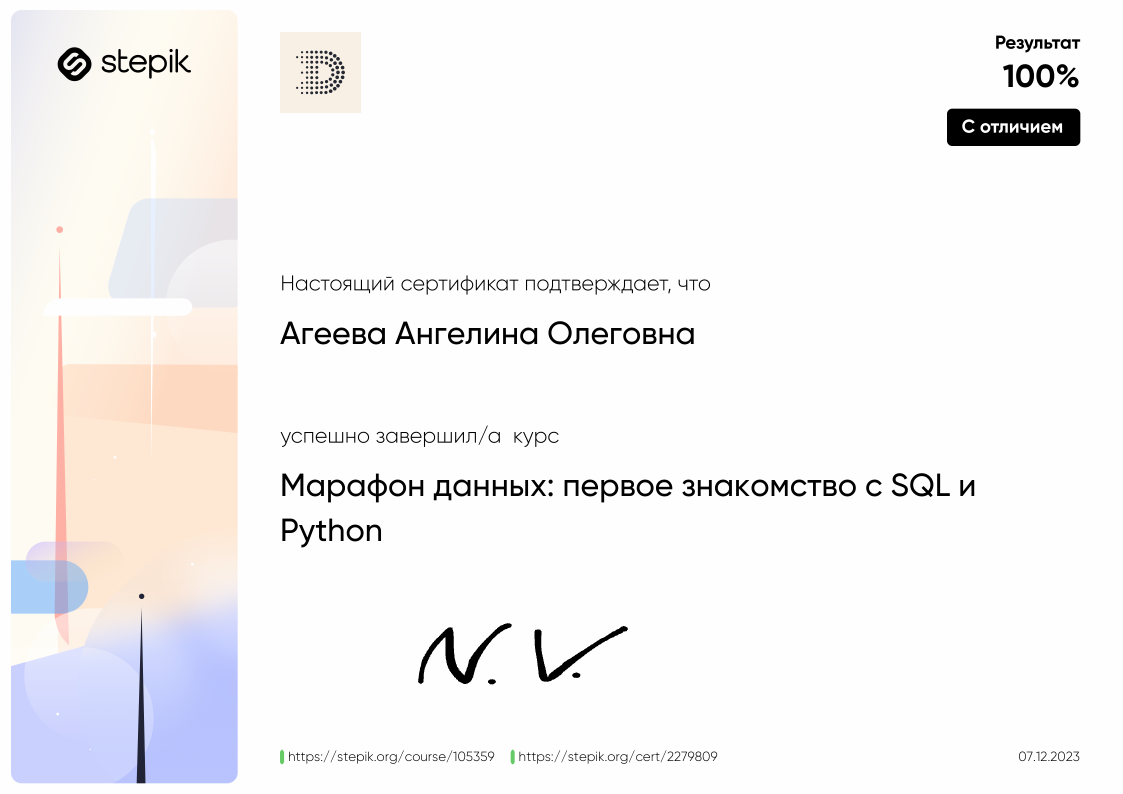 stepik
D
Результат
100%
С отличием
Настоящий сертификат подтверждает, что
Агеева Ангелина Олеговна
успешно завершил/а курс
Марафон данных: первое знакомство с SQL и
Python
N. V.
https://stepik.org/course/105359 https://stepik.org/cert/2279809 07.12.2023